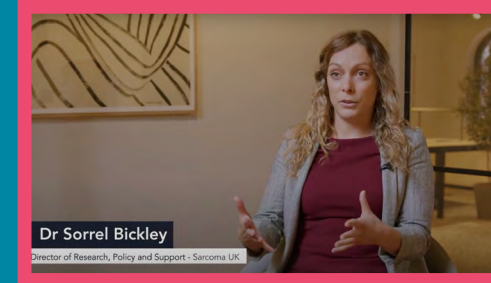 Dr Sorrel Bickley
Director of Research, Policy and Support - Sarcoma UK